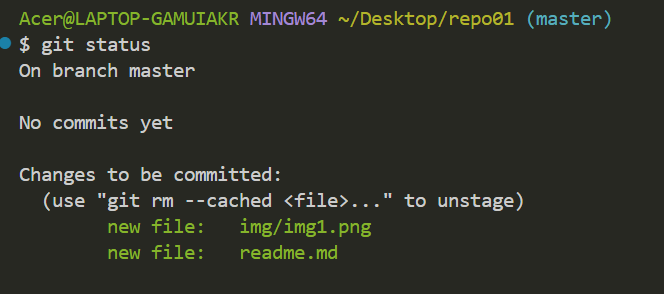 Acer@LAPTOP-GAMUIAKR MINGW64 ~/Desktop/repo01 (master)
$ git status
On branch master
No commits yet
Changes to be committed:
(use "git rm --cached <file>..." to unstage)
new file: img/img1.png
new file: readme.md